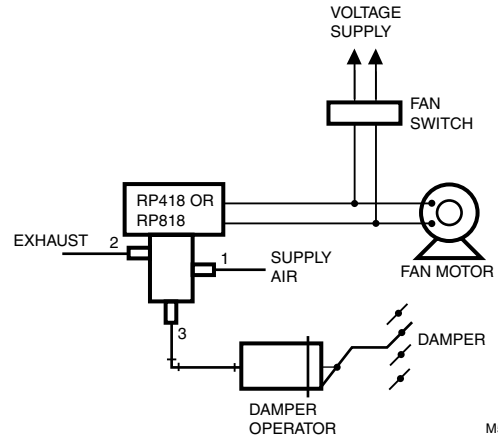 VOLTAGE
SUPPLY
FAN
SWITCH
RP418 OR
RP818
EXHAUST
2
1
SUPPLY
AIR
FAN MOTOR
3
DAMPER
DAMPER
OPERATOR